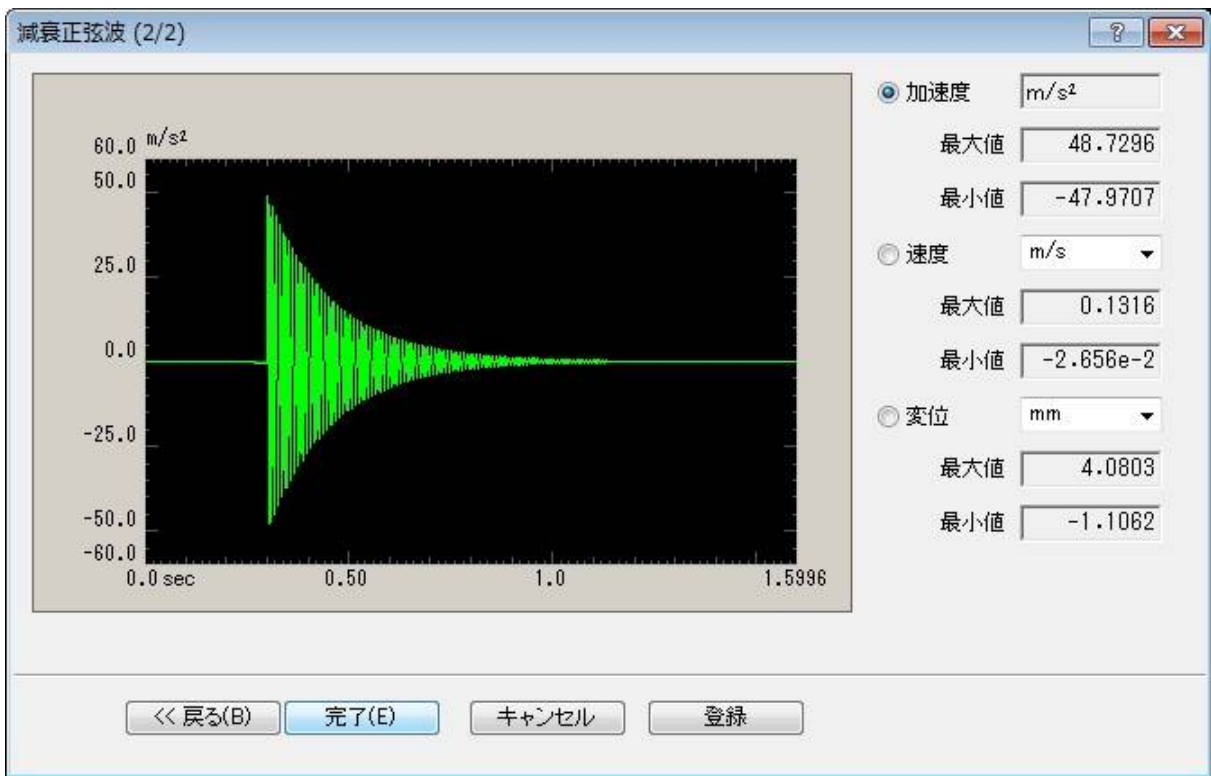 減衰正弦波 (2/2)
m/s²
60.0
50.0
25.0
0.0
-25.0
-50.0
-60.0
0.0 sec 0.50 1.0 1.5996
加速度 m/s²
最大値 48.7296
最小値 -47.9707
速度 m/s
最大値 0.1316
最小値 -2.656e-2
変位 mm
最大値 4.0803
最小値 -1.1062
<< 戻る(B) 完了(E) キャンセル 登録